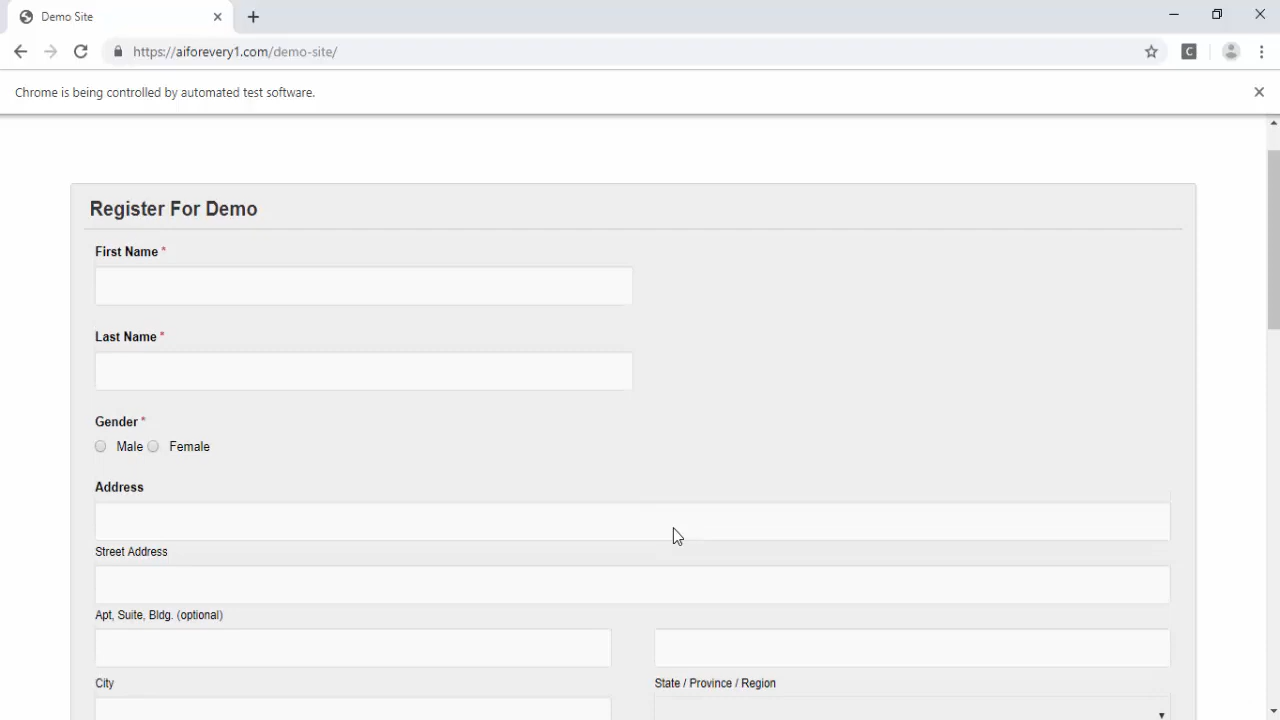 Demo Site
https://aiforevery1.com/demo-site/
C
Chrome is being controlled by automated test software.
Register For Demo
First Name *
Last Name *
Gender *
Male Female
Address
Street Address
Apt, Suite, Bldg. (optional)
City State / Province / Region